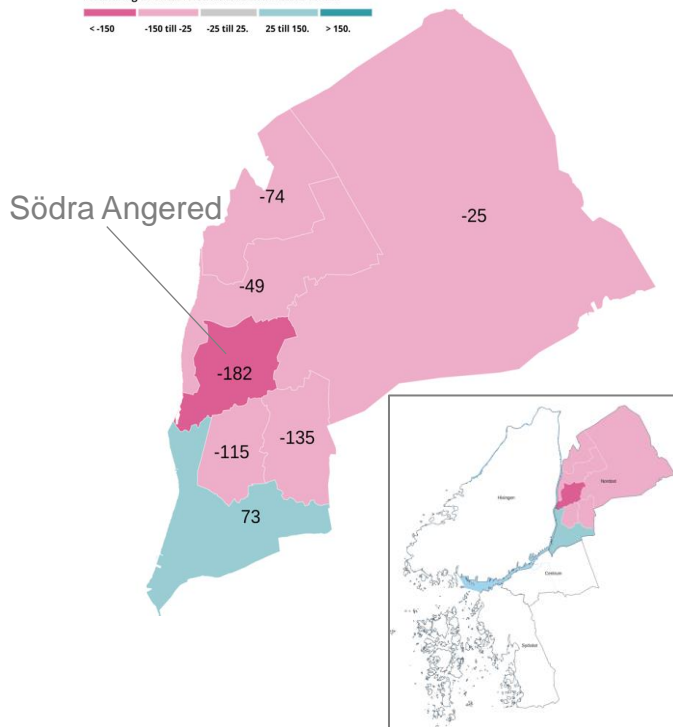 < -150 -150 till -25 -25 till 25. 25 till 150. > 150.
-74
Södra Angered
-25
-49
-182
-135
-115
73
Hisingen
Nordost
Centrum
Sydväst